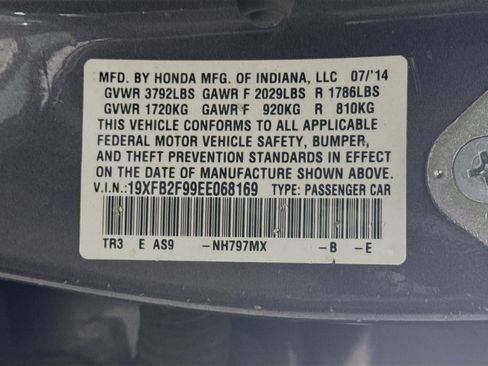 MFD. BY HONDA MFG. OF INDIANA, LLC 07/'14
GVWR 3792LBS GAWR F 2029LBS R 1786LBS
GVWR 1720KG GAWR F 920KG R 810KG
THIS VEHICLE CONFORMS TO ALL APPLICABLE
FEDERAL MOTOR VEHICLE SAFETY, BUMPER,
AND THEFT PREVENTION STANDARDS IN EFFECT
ON THE DATE OF MANUFACTURE SHOWN ABOVE.
V.I.N.:19XFB2F99EE068169 TYPE: PASSENGER CAR
TR3 E AS9 -NH797MX -B -E